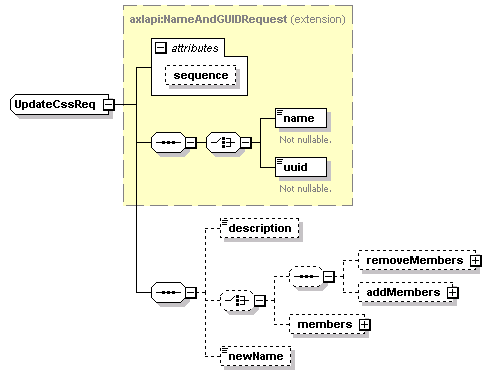 axlapi:NameAndGUIDRequest (extension)
attributes
sequence
UpdateCssReq
name
Not nullable.
uuid
Not nullable.
description
removeMembers
addMembers
members
newName